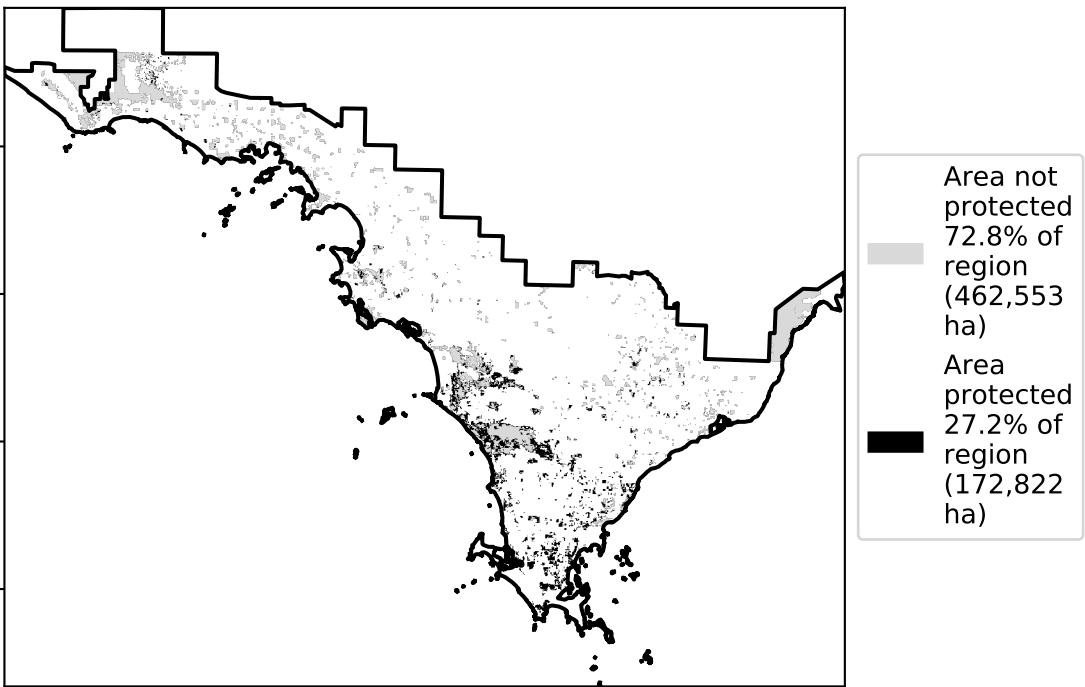 Area not
protected
72.8% of
region
(462,553
ha)
Area
protected
27.2% of
region
(172,822
ha)